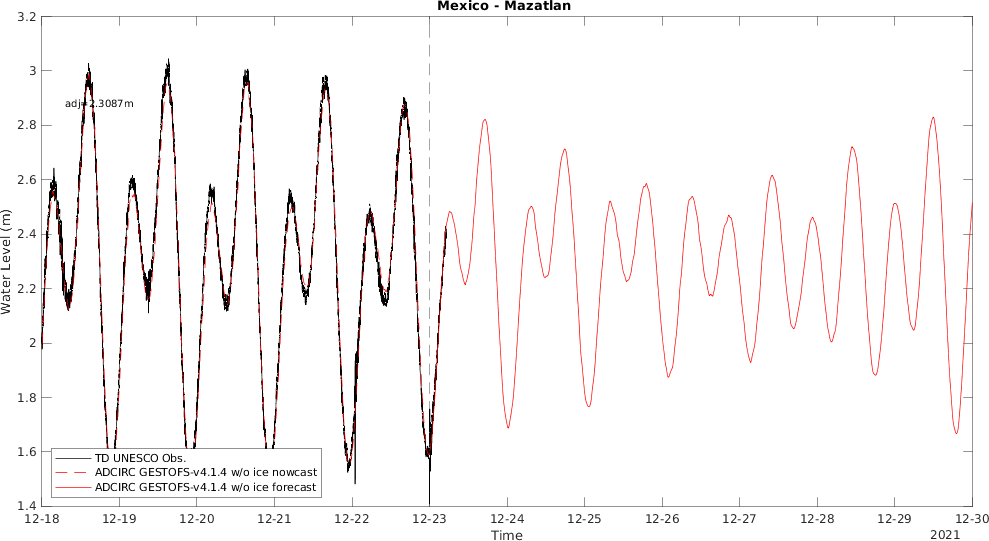 Mexico - Mazatlan
3.2
3
2.8
2.6
2.4
2.2
2
1.8
1.6
1.4
Water Level (m)
adj=2.3087m
TD UNESCO Obs.
ADCIRC GESTOFS-v4.1.4 w/o ice nowcast
ADCIRC GESTOFS-v4.1.4 w/o ice forecast
12-18 12-19 12-20 12-21 12-22 12-23 12-24 12-25 12-26 12-27 12-28 12-29 12-30
Time
2021